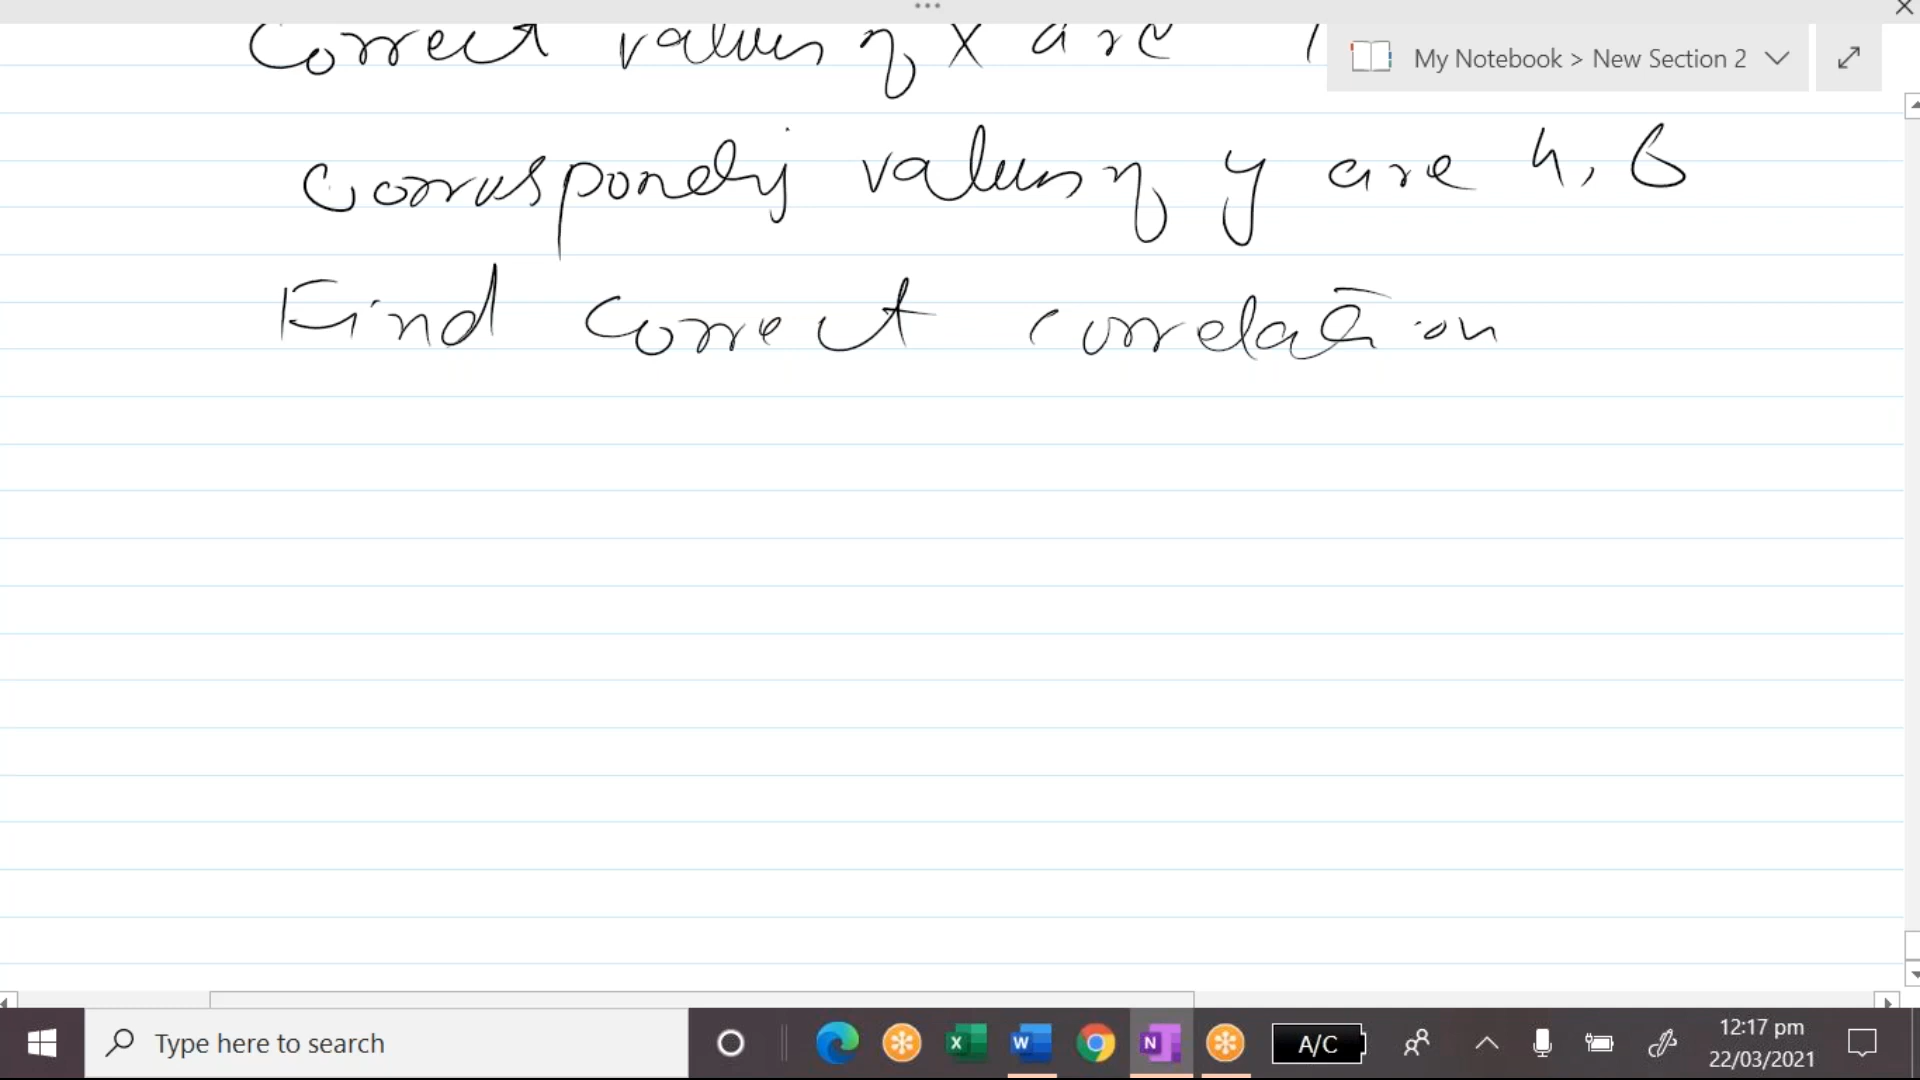 My Notebook > New Section 2
Correct values of X are
corresponding values of y are 4, 6
Find correct correlation
Type here to search
A/C
12:17 pm
22/03/2021